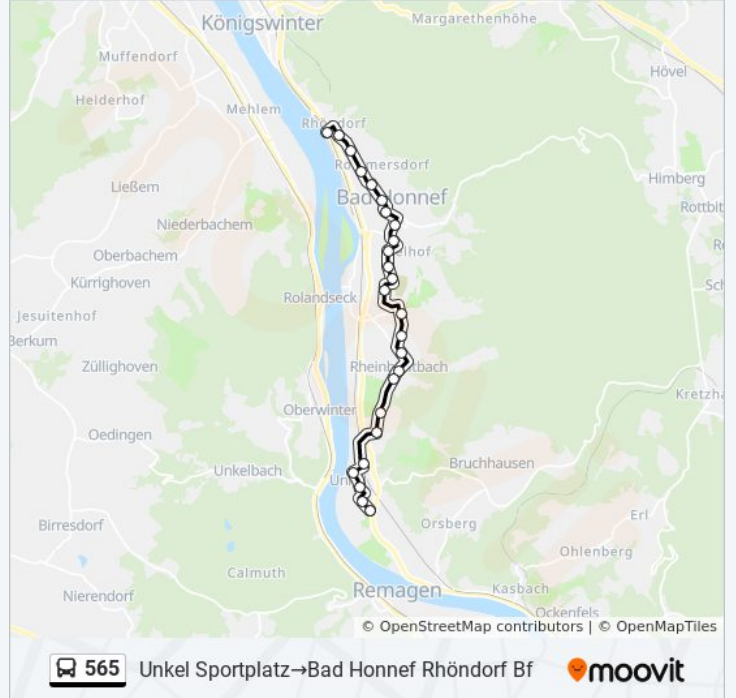 Königswinter
Margarethenhöhe
Muffendorf
Hövel
Helderhof
Mehlem
Rhöndorf
Rommersdorf
Himberg
Ließem
Bad Honnef
Rottbit
Niederbachem
elhof
Oberbachem
Kürrighoven
Rolandseck
Jesuitenhof
Berkum
Züllighoven
Kretzha
Oberwinter
Oedingen
Bruchhausen
Unkelbach
Birresdorf
Orsberg
Erl
Ohlenberg
Calmuth
Nierendorf
Remagen
Kasbach
Ockenfels
© OpenStreetMap contributors | © OpenMapTiles
565 Unkel Sportplatz→Bad Honnef Rhöndorf Bf moovit